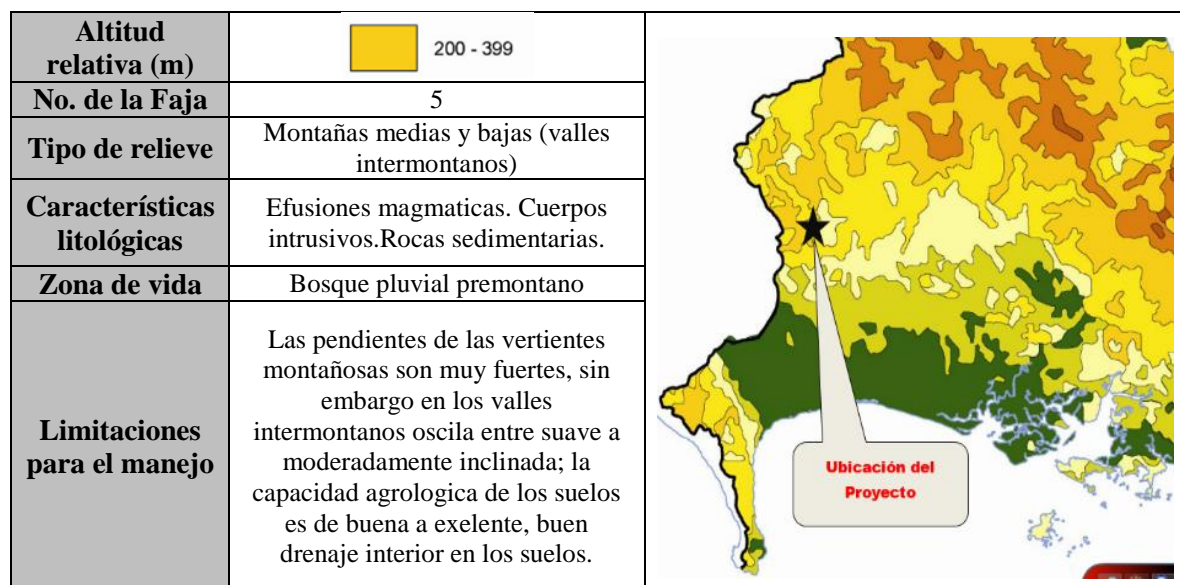 Altitud
relativa (m)
200 - 399
No. de la Faja
5
Tipo de relieve
Montañas medias y bajas (valles
intermontanos)
Características
litológicas
Efusiones magmaticas. Cuerpos
intrusivos.Rocas sedimentarias.
Zona de vida
Bosque pluvial premontano
Limitaciones
para el manejo
Las pendientes de las vertientes
montañosas son muy fuertes, sin
embargo en los valles
intermontanos oscila entre suave a
moderadamente inclinada; la
capacidad agrologica de los suelos
es de buena a exelente, buen
drenaje interior en los suelos.
Ubicación del
Proyecto